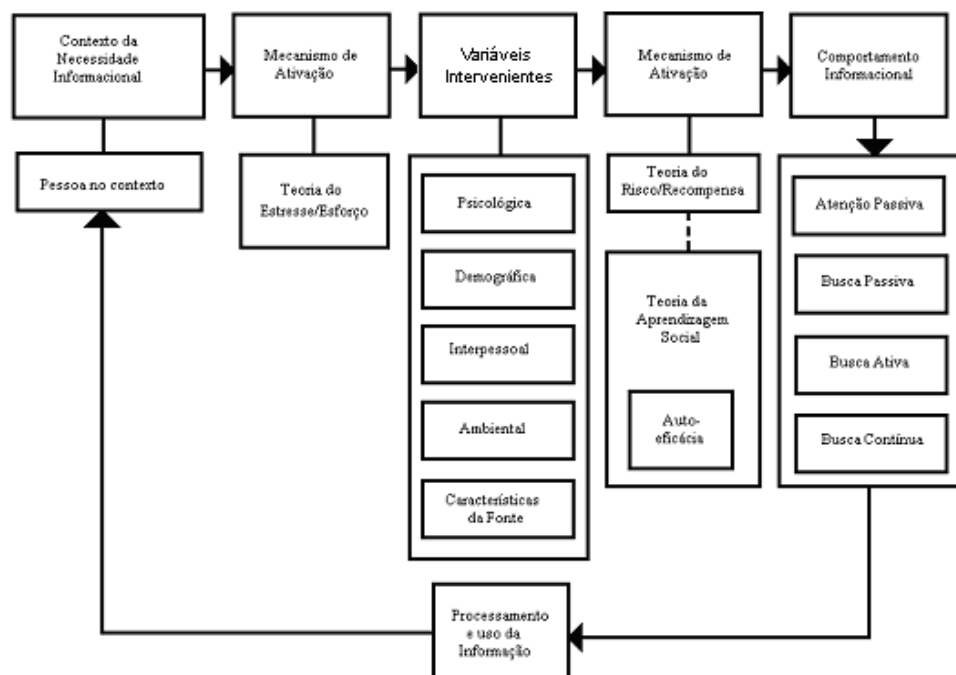 Contexto da
Necessidade
Informacional
Mecanismo de
Ativação
Variáveis
Intervenientes
Mecanismo de
Ativação
Comportamento
Informacional
Pessoa no contexto
Teoria do
Estresse/Esforço
Psicológica
Demográfica
Interpessoal
Ambiental
Características
da Fonte
Teoria do
Risco/Recompensa
Teoria da
Aprendizagem
Social
Auto-
eficácia
Atenção Passiva
Busca Passiva
Busca Ativa
Busca Contínua
Processamento
e uso da
Informação